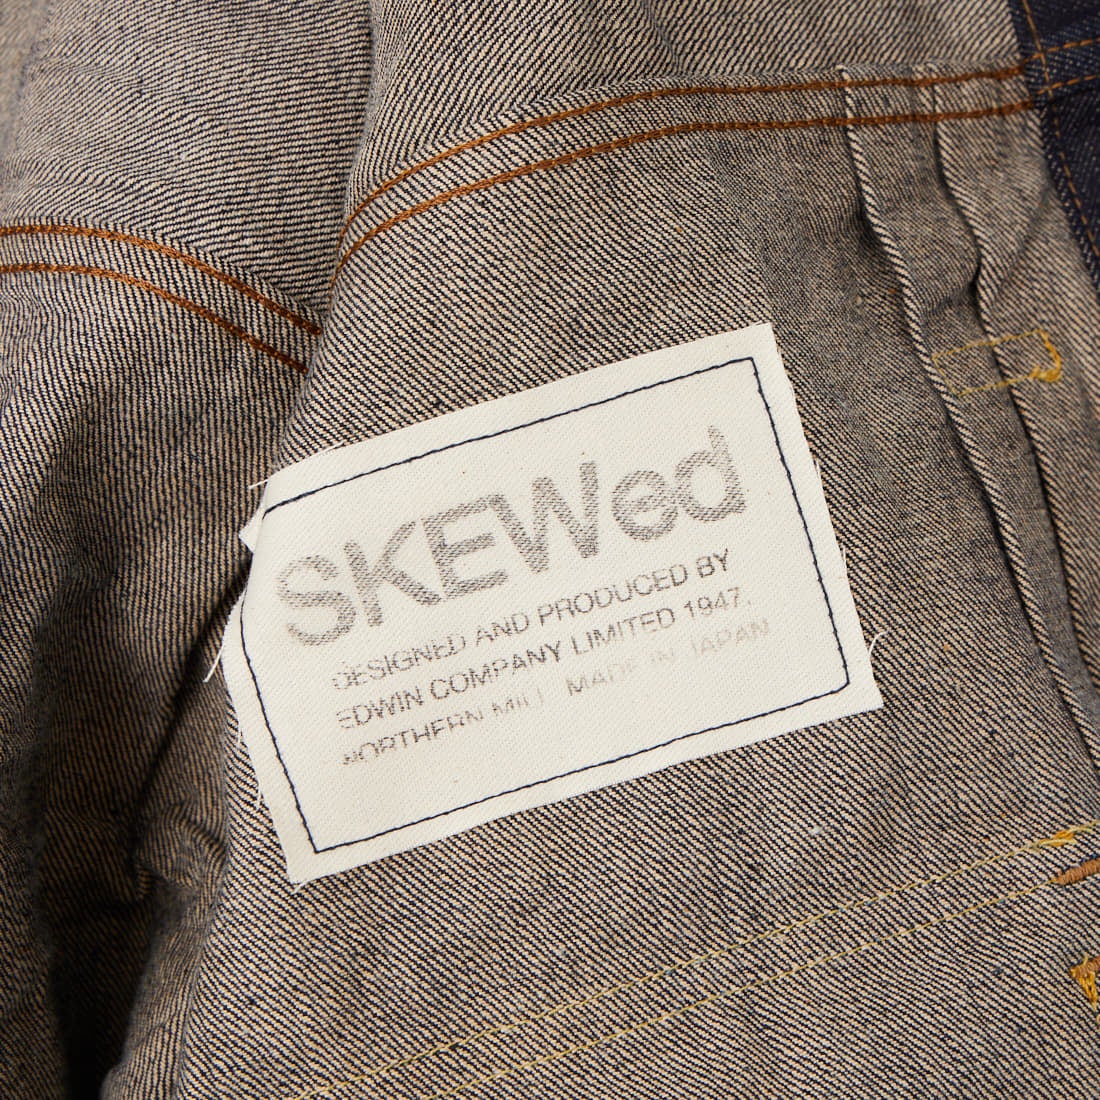 SKEWed
DESIGNED AND PRODUCED BY
EDWIN COMPANY LIMITED 1947.
NORTHERN MILL MADE IN JAPAN